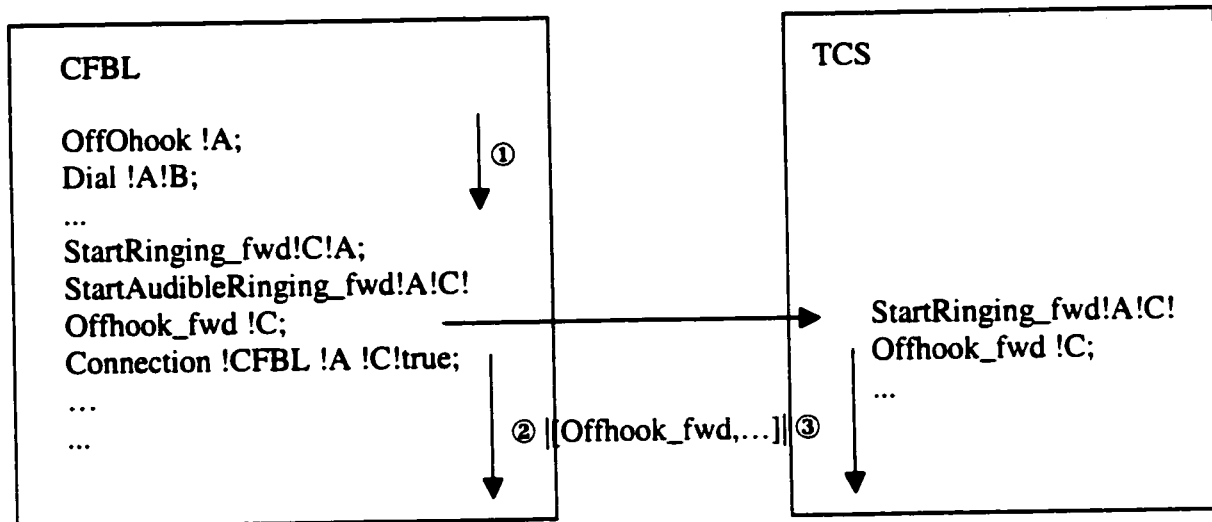 CFBL
OffOhook !A;
①
Dial !A!B;
...
StartRinging_fwd!C!A;
StartAudibleRinging_fwd!A!C!
Offhook_fwd !C;
Connection !CFBL !A !C!true;
...
...
② |[Offhook_fwd,...]| ③
TCS
StartRinging_fwd!A!C!
Offhook_fwd !C;
...